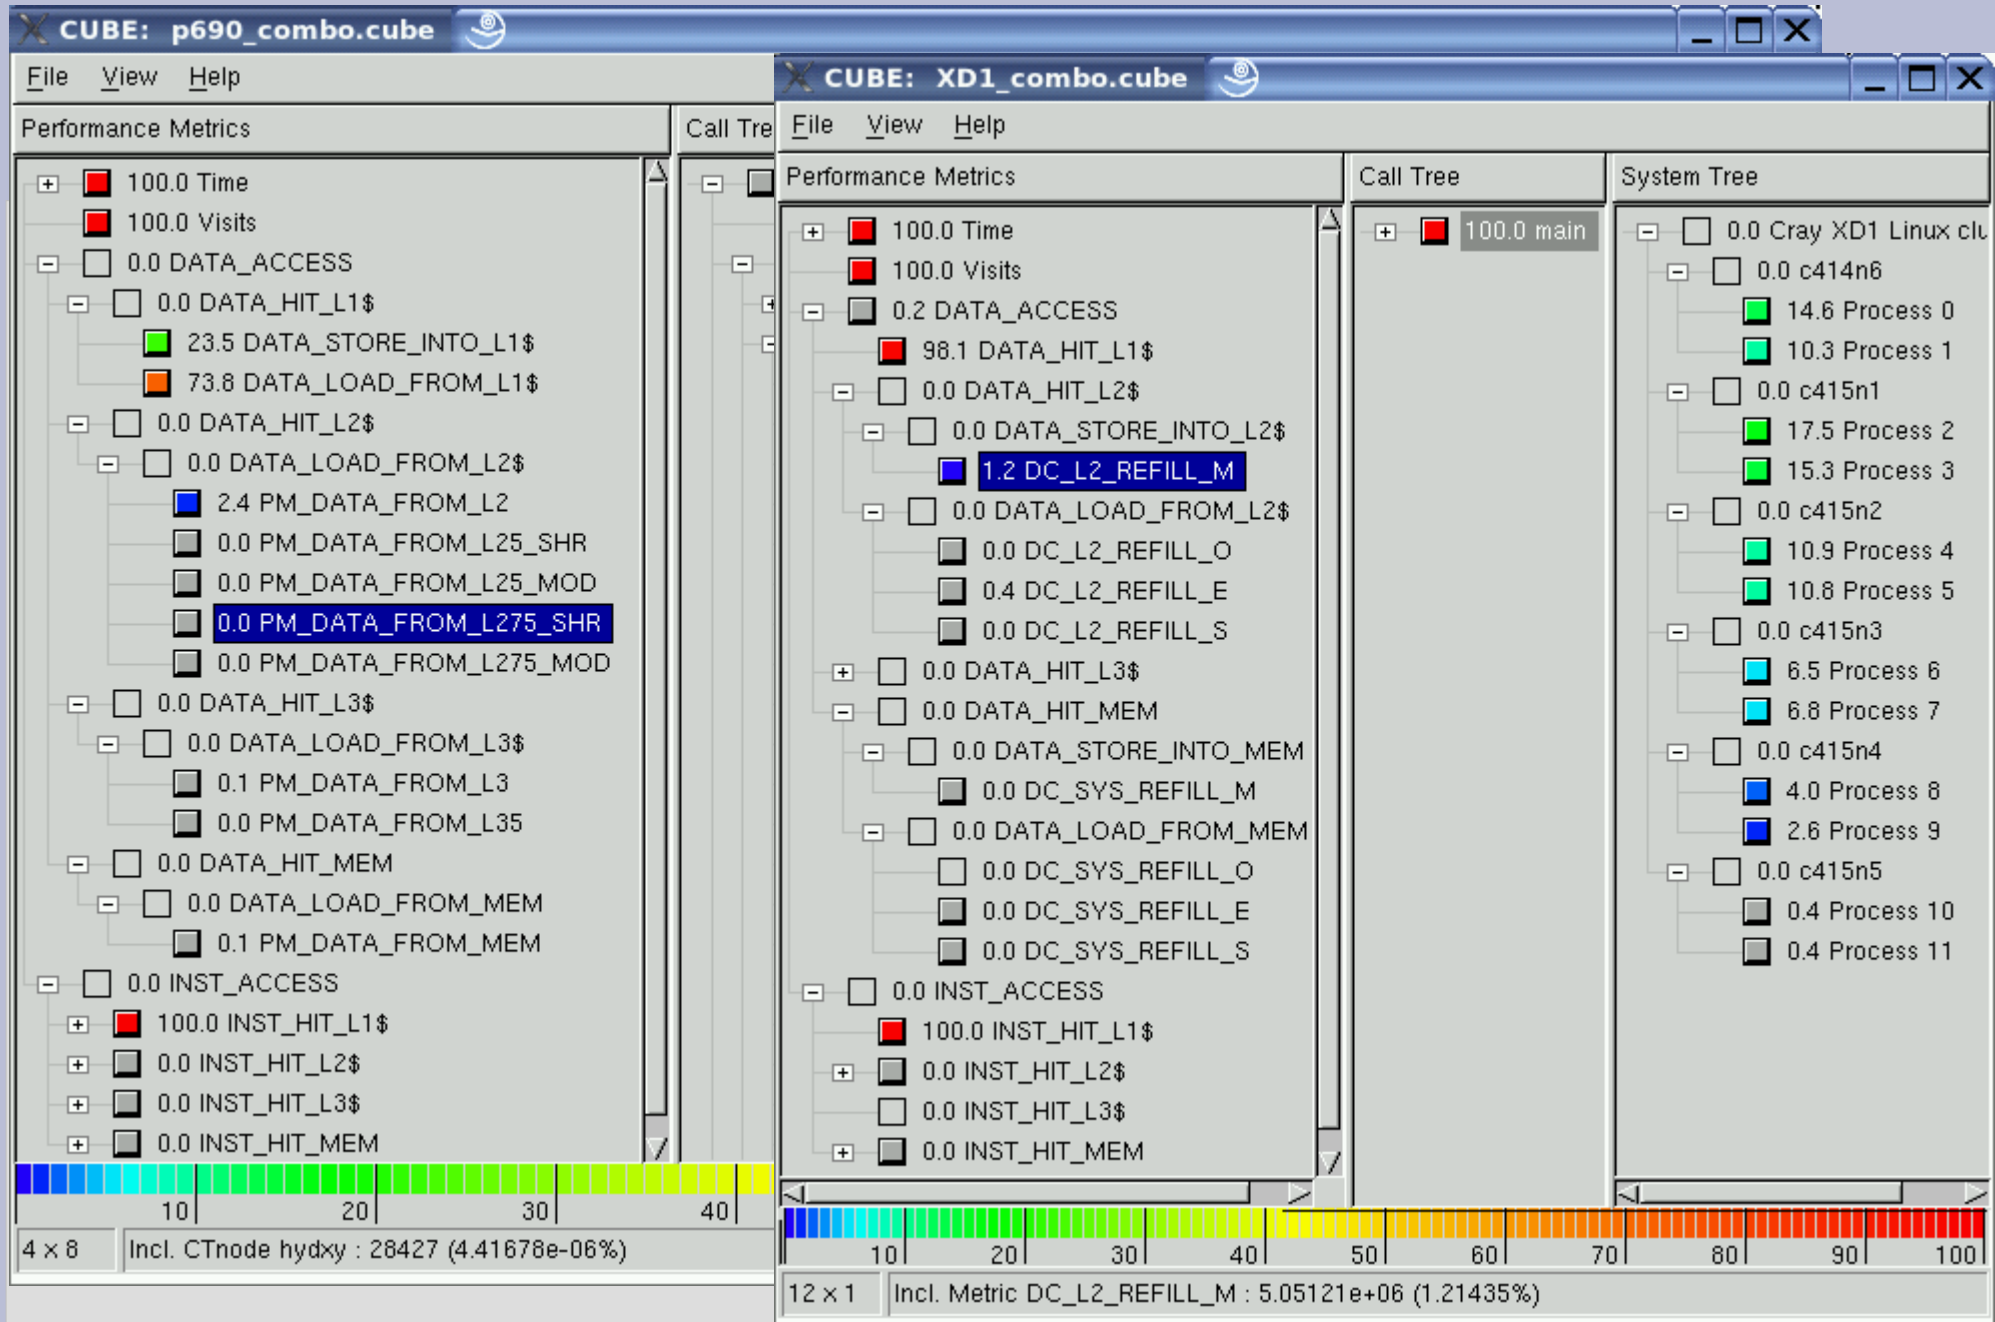 CUBE: p690_combo.cube
File View Help
Performance Metrics
Call Tre
100.0 Time
100.0 Visits
0.0 DATA_ACCESS
0.0 DATA_HIT_L1$
23.5 DATA_STORE_INTO_L1$
73.8 DATA_LOAD_FROM_L1$
0.0 DATA_HIT_L2$
0.0 DATA_LOAD_FROM_L2$
2.4 PM_DATA_FROM_L2
0.0 PM_DATA_FROM_L25_SHR
0.0 PM_DATA_FROM_L25_MOD
0.0 PM_DATA_FROM_L275_SHR
0.0 PM_DATA_FROM_L275_MOD
0.0 DATA_HIT_L3$
0.0 DATA_LOAD_FROM_L3$
0.1 PM_DATA_FROM_L3
0.0 PM_DATA_FROM_L35
0.0 DATA_HIT_MEM
0.0 DATA_LOAD_FROM_MEM
0.1 PM_DATA_FROM_MEM
0.0 INST_ACCESS
100.0 INST_HIT_L1$
0.0 INST_HIT_L2$
0.0 INST_HIT_L3$
0.0 INST_HIT_MEM
10 20 30 40
4 x 8 Incl. CTnode hydxy : 28427 (4.41678e-06%)
CUBE: XD1_combo.cube
File View Help
Performance Metrics
100.0 Time
100.0 Visits
0.2 DATA_ACCESS
98.1 DATA_HIT_L1$
0.0 DATA_HIT_L2$
0.0 DATA_STORE_INTO_L2$
1.2 DC_L2_REFILL_M
0.0 DATA_LOAD_FROM_L2$
0.0 DC_L2_REFILL_O
0.4 DC_L2_REFILL_E
0.0 DC_L2_REFILL_S
0.0 DATA_HIT_L3$
0.0 DATA_HIT_MEM
0.0 DATA_STORE_INTO_MEM
0.0 DC_SYS_REFILL_M
0.0 DATA_LOAD_FROM_MEM
0.0 DC_SYS_REFILL_O
0.0 DC_SYS_REFILL_E
0.0 DC_SYS_REFILL_S
0.0 INST_ACCESS
100.0 INST_HIT_L1$
0.0 INST_HIT_L2$
0.0 INST_HIT_L3$
0.0 INST_HIT_MEM
Call Tree
100.0 main
System Tree
0.0 Cray XD1 Linux clu
0.0 c414n6
14.6 Process 0
10.3 Process 1
0.0 c415n1
17.5 Process 2
15.3 Process 3
0.0 c415n2
10.9 Process 4
10.8 Process 5
0.0 c415n3
6.5 Process 6
6.8 Process 7
0.0 c415n4
4.0 Process 8
2.6 Process 9
0.0 c415n5
0.4 Process 10
0.4 Process 11
10 20 30 40 50 60 70 80 90 100
12 x 1 Incl. Metric DC_L2_REFILL_M : 5.05121e+06 (1.21435%)